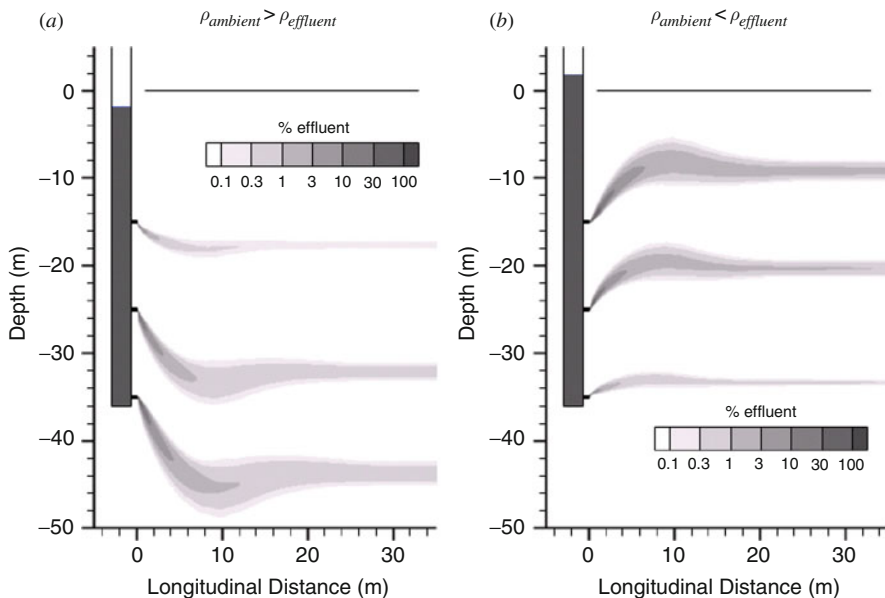 (a) ρambient > ρeffluent
(b) ρambient < ρeffluent
0
−10
−20
−30
−40
−50
Depth (m)
% effluent
0.1 0.3 1 3 10 30 100
0 10 20 30
Longitudinal Distance (m)
0
−10
−20
−30
−40
−50
Depth (m)
% effluent
0.1 0.3 1 3 10 30 100
0 10 20 30
Longitudinal Distance (m)